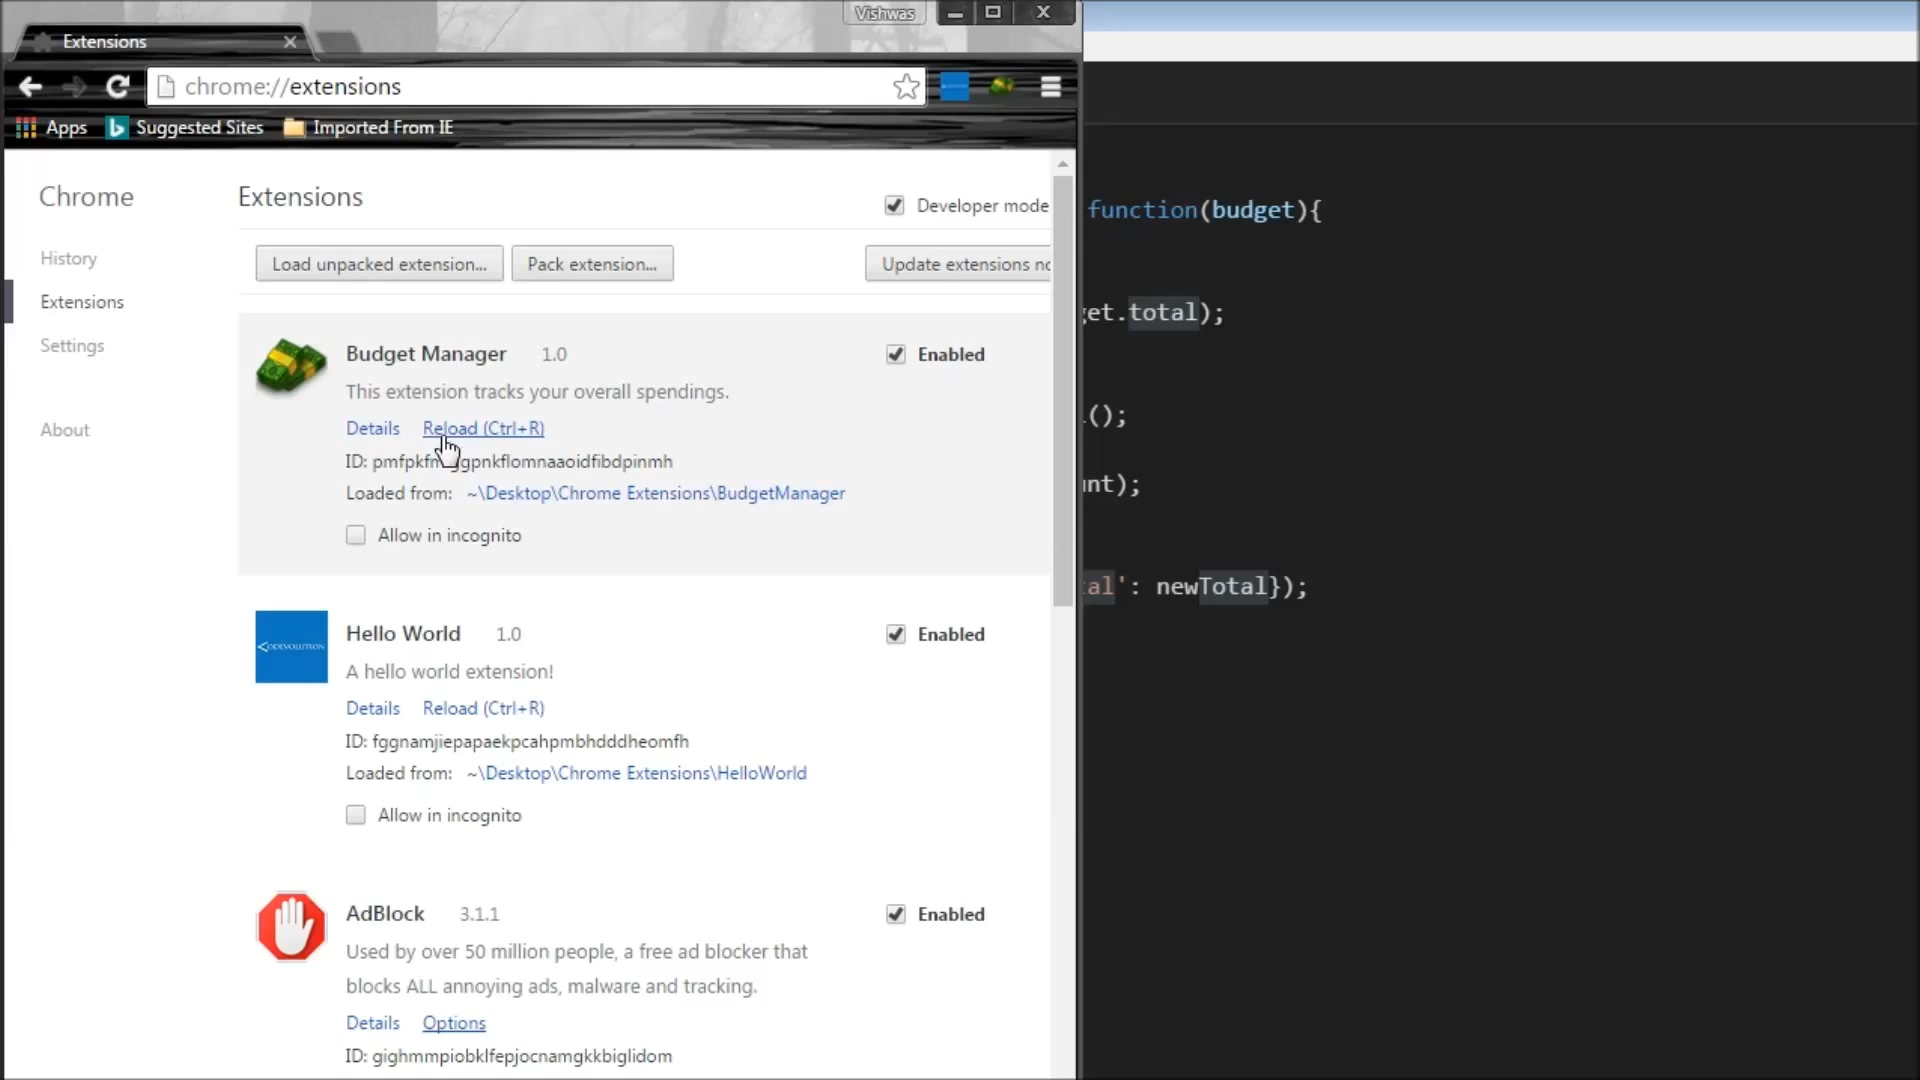 Vishwas
Extensions
chrome://extensions
Apps Suggested Sites Imported From IE
Chrome
History
Extensions
Settings
About
Extensions
Developer mode
Load unpacked extension...
Pack extension...
Update extensions
Budget Manager 1.0
Enabled
This extension tracks your overall spendings.
Details Reload (Ctrl+R)
ID:
Loaded from: ~\Desktop\Chrome Extensions\BudgetManager
Allow in incognito
CODEVOLUTION
Hello World 1.0
Enabled
A hello world extension!
Details Reload (Ctrl+R)
ID: fggnamjiepapaekpcahpmbhdddheomfh
Loaded from: ~\Desktop\Chrome Extensions\HelloWorld
Allow in incognito
AdBlock 3.1.1
Enabled
Used by over 50 million people, a free ad blocker that
blocks ALL annoying ads, malware and tracking.
Details Options
ID: gighmmpiobklfepjocnamgkkbiglidom
function(budget){
get.total);
();
nt);
al': newTotal});